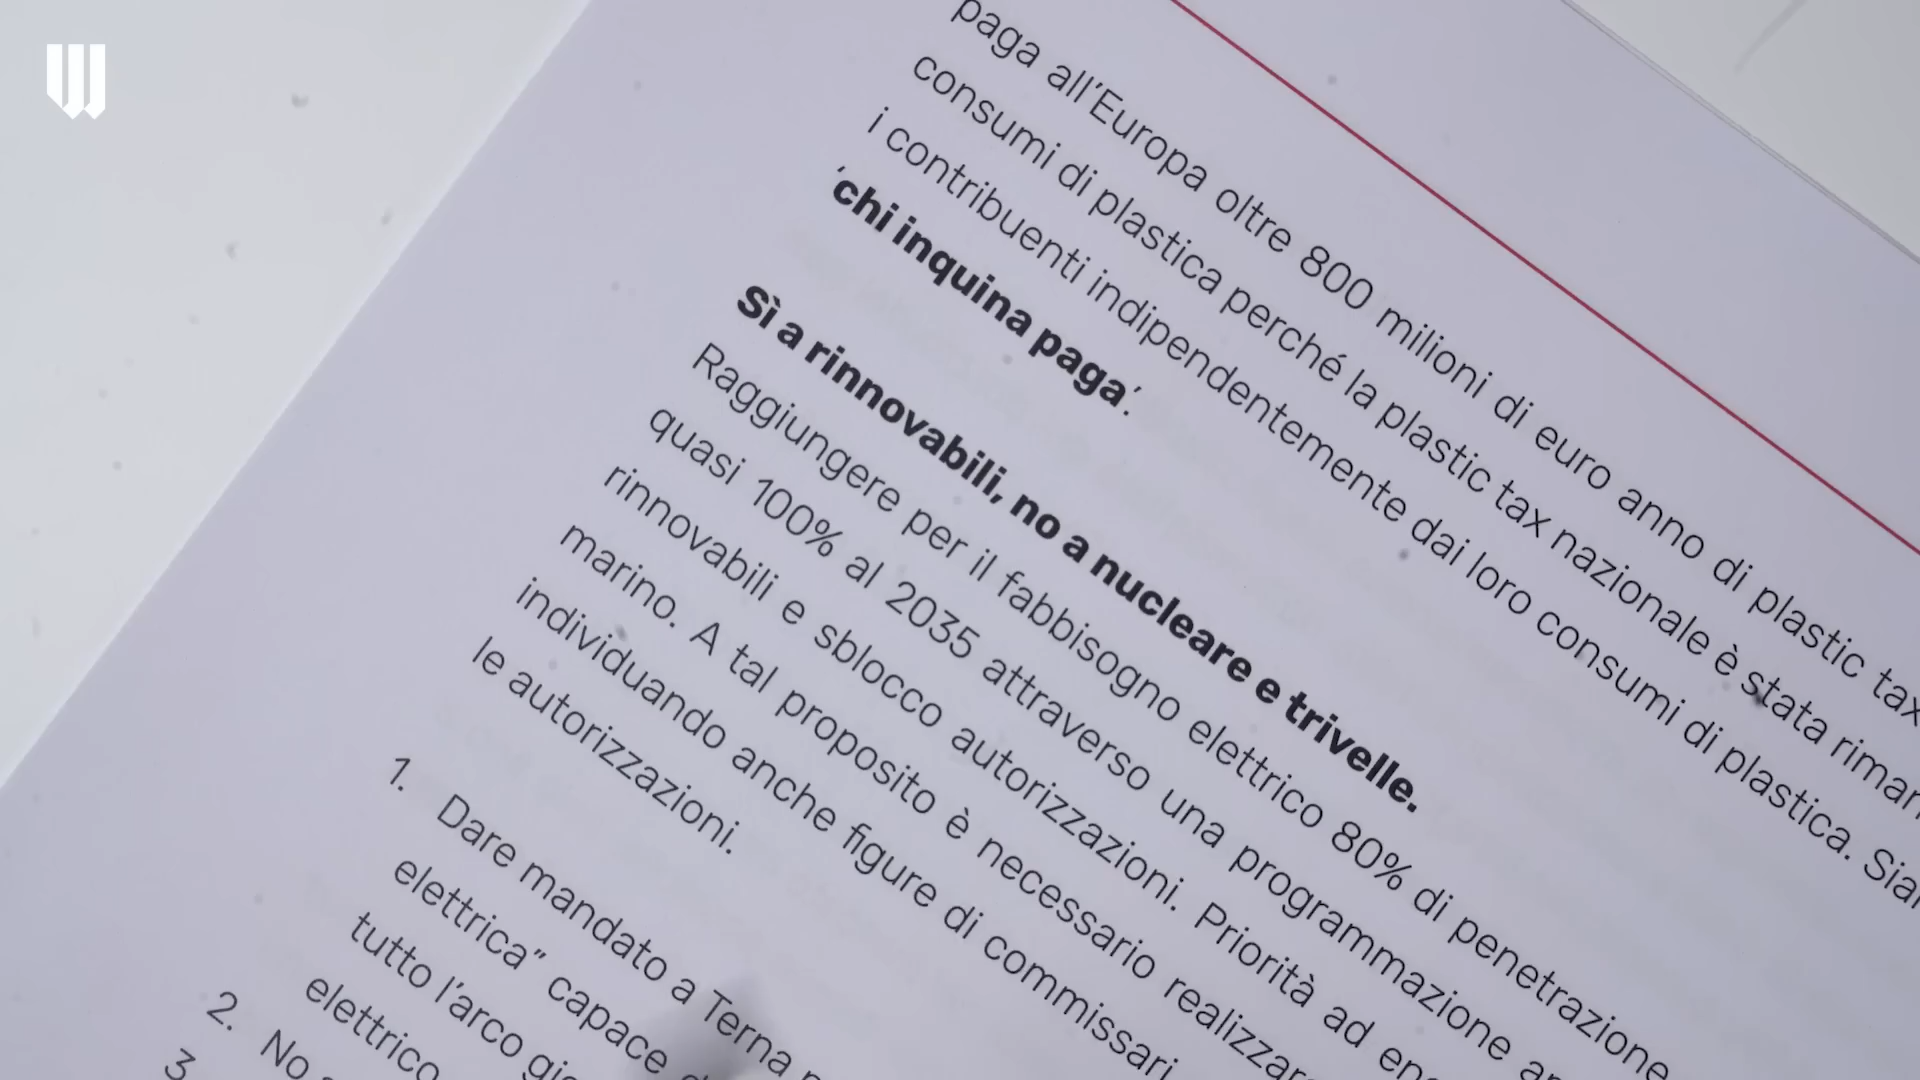 paga all'Europa oltre 800 milioni di euro anno di plastic tax
consumi di plastica perché la plastic tax nazionale è stata
i contribuenti indipendentemente dai loro consumi di plastica.
'chi inquina paga'.
Sì a rinnovabili, no a nucleare e trivelle.
Raggiungere per il fabbisogno elettrico 80% di penetrazione
quasi 100% al 2035 attraverso una programmazione
rinnovabili e sblocco autorizzazioni. Priorità ad
marino. A tal proposito è necessario
individuando anche figure di commissari
le autorizzazioni.
1. Dare mandato a Terna
elettrica” capace
tutto l'arco
elettrico
2. No
3.